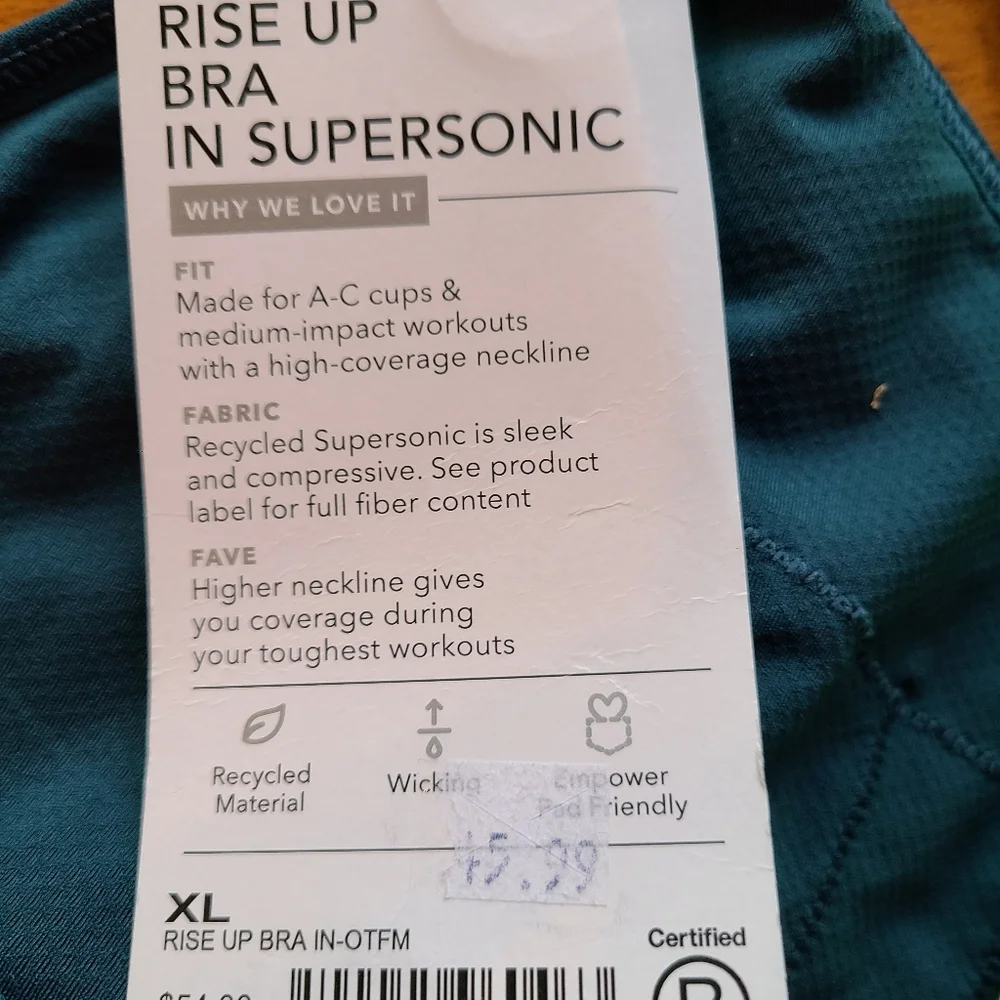 RISE UP
BRA
IN SUPERSONIC
WHY WE LOVE IT
FIT
Made for A-C cups &
medium-impact workouts
with a high-coverage neckline
FABRIC
Recycled Supersonic is sleek
and compressive. See product
label for full fiber content
FAVE
Higher neckline gives
you coverage during
your toughest workouts
Recycled
Material
Wicking
Empower
Pad Friendly
45.99
XL
RISE UP BRA IN-OTFM
Certified
B